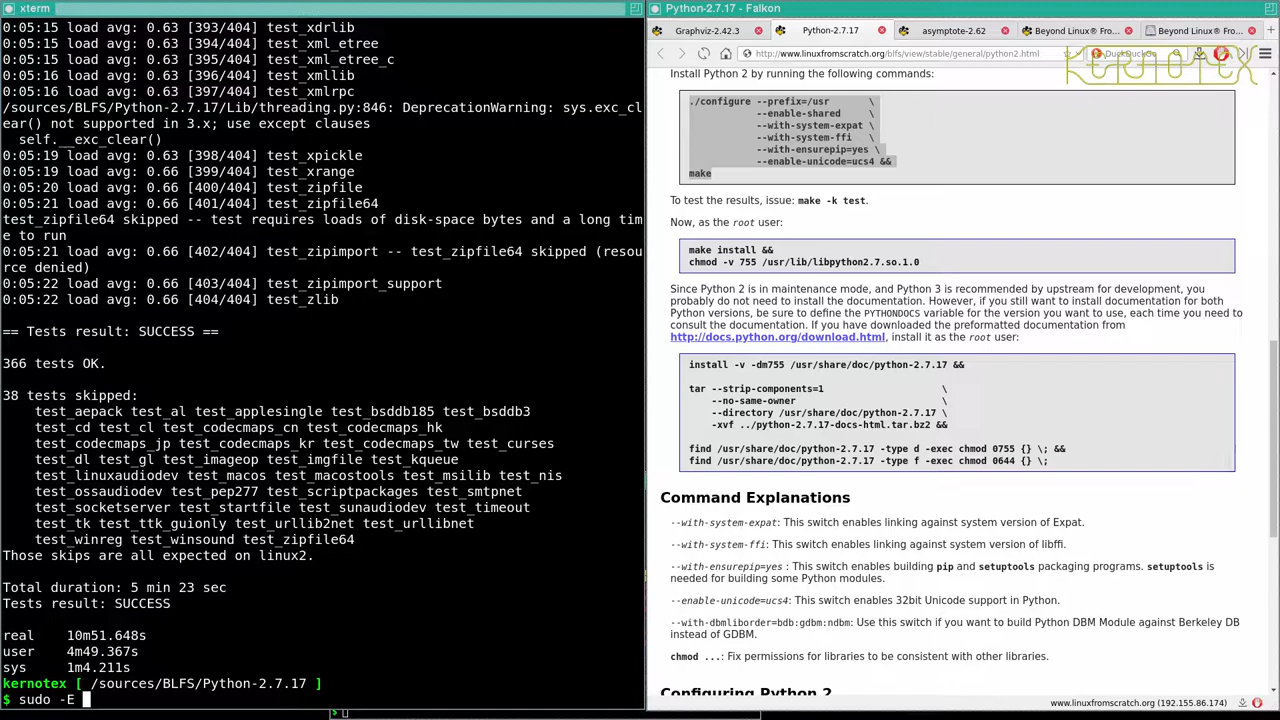 xterm
0:05:15 load avg: 0.63 [393/404] test_xdrlib
0:05:15 load avg: 0.63 [394/404] test_xml_etree
0:05:15 load avg: 0.63 [395/404] test_xml_etree_c
0:05:16 load avg: 0.66 [396/404] test_xmllib
0:05:16 load avg: 0.66 [397/404] test_xmlrpc
/sources/BLFS/Python-2.7.17/Lib/threading.py:846: DeprecationWarning: sys.exc_cl
ear() not supported in 3.x; use except clauses
self.__exc_clear()
0:05:19 load avg: 0.66 [398/404] test_xpickle
0:05:19 load avg: 0.66 [399/404] test_xrange
0:05:20 load avg: 0.66 [400/404] test_zipfile
0:05:21 load avg: 0.66 [401/404] test_zipfile64
test_zipfile64 skipped -- test requires loads of disk-space bytes and a long tim
e to run
0:05:21 load avg: 0.66 [402/404] test_zipimport -- test_zipfile64 skipped (resou
rce denied)
0:05:22 load avg: 0.66 [403/404] test_zipimport_support
0:05:22 load avg: 0.66 [404/404] test_zlib
== Tests result: SUCCESS ==
366 tests OK.
38 tests skipped:
test_aepack test_al test_applesingle test_bsddb185 test_bsddb3
test_cd test_cl test_codecmaps_cn test_codecmaps_hk
test_codecmaps_jp test_codecmaps_kr test_codecmaps_tw test_curses
test_dl test_gl test_imageop test_imgfile test_kqueue
test_linuxaudiodev test_macos test_macostools test_msilib test_nis
test_ossaudiodev test_pep277 test_scriptpackages test_smtpnet
test_socketserver test_startfile test_sunaudiodev test_timeout
test_tk test_ttk_guionly test_urllib2net test_urllibnet
test_winreg test_winsound test_zipfile64
Those skips are all expected on linux2.
Total duration: 5 min 23 sec
Tests result: SUCCESS
real 10m51.648s
user 4m49.367s
sys 1m4.211s
kernotex [ /sources/BLFS/Python-2.7.17 ]
$ sudo -E
$
Python-2.7.17 - Falkon
Graphviz-2.42.3
Python-2.7.17
asymptote-2.62
Beyond Linux® Fro...
Beyond Linux® Fro...
http://www.linuxfromscratch.org/blfs/view/stable/general/python2.html
DuckDuckGo
KERNOTEX
Install Python 2 by running the following commands:
./configure --prefix=/usr \
--enable-shared \
--with-system-expat \
--with-system-ffi \
--with-ensurepip=yes \
--enable-unicode=ucs4 &&
make
To test the results, issue: make -k test.
Now, as the root user:
make install &&
chmod -v 755 /usr/lib/libpython2.7.so.1.0
Since Python 2 is in maintenance mode, and Python 3 is recommended by upstream for development, you
probably do not need to install the documentation. However, if you still want to install documentation for both
Python versions, be sure to define the PYTHONDOCS variable for the version you want to use, each time you need to
consult the documentation. If you have downloaded the preformatted documentation from
http://docs.python.org/download.html, install it as the root user:
install -v -dm755 /usr/share/doc/python-2.7.17 &&
tar --strip-components=1 \
--no-same-owner \
--directory /usr/share/doc/python-2.7.17 \
-xvf ../python-2.7.17-docs-html.tar.bz2 &&
find /usr/share/doc/python-2.7.17 -type d -exec chmod 0755 {} \; &&
find /usr/share/doc/python-2.7.17 -type f -exec chmod 0644 {} \;
Command Explanations
--with-system-expat: This switch enables linking against system version of Expat.
--with-system-ffi: This switch enables linking against system version of libffi.
--with-ensurepip=yes : This switch enables building pip and setuptools packaging programs. setuptools is
needed for building some Python modules.
--enable-unicode=ucs4: This switch enables 32bit Unicode support in Python.
--with-dbmliborder=bdb:gdbm:ndbm: Use this switch if you want to build Python DBM Module against Berkeley DB
instead of GDBM.
chmod ...: Fix permissions for libraries to be consistent with other libraries.
Configuring Python 2
www.linuxfromscratch.org (192.155.86.174)